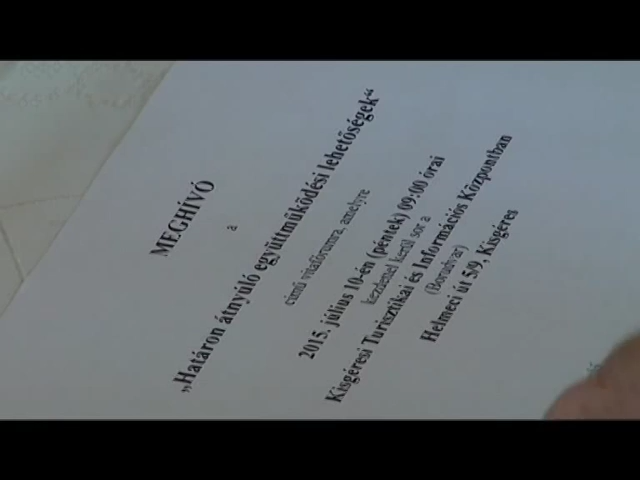 MEGHÍVÓ
a
„Határon átnyúló együttműködési lehetőségek“
című vitafórumra, amelyre
2015. július 10-én (péntek) 09:00 órai
kezdettel kerül sor a
Kisgéresi Turisztikai és Információs Központban
(Borudvar)
Helmeci út 5/9, Kisgéres